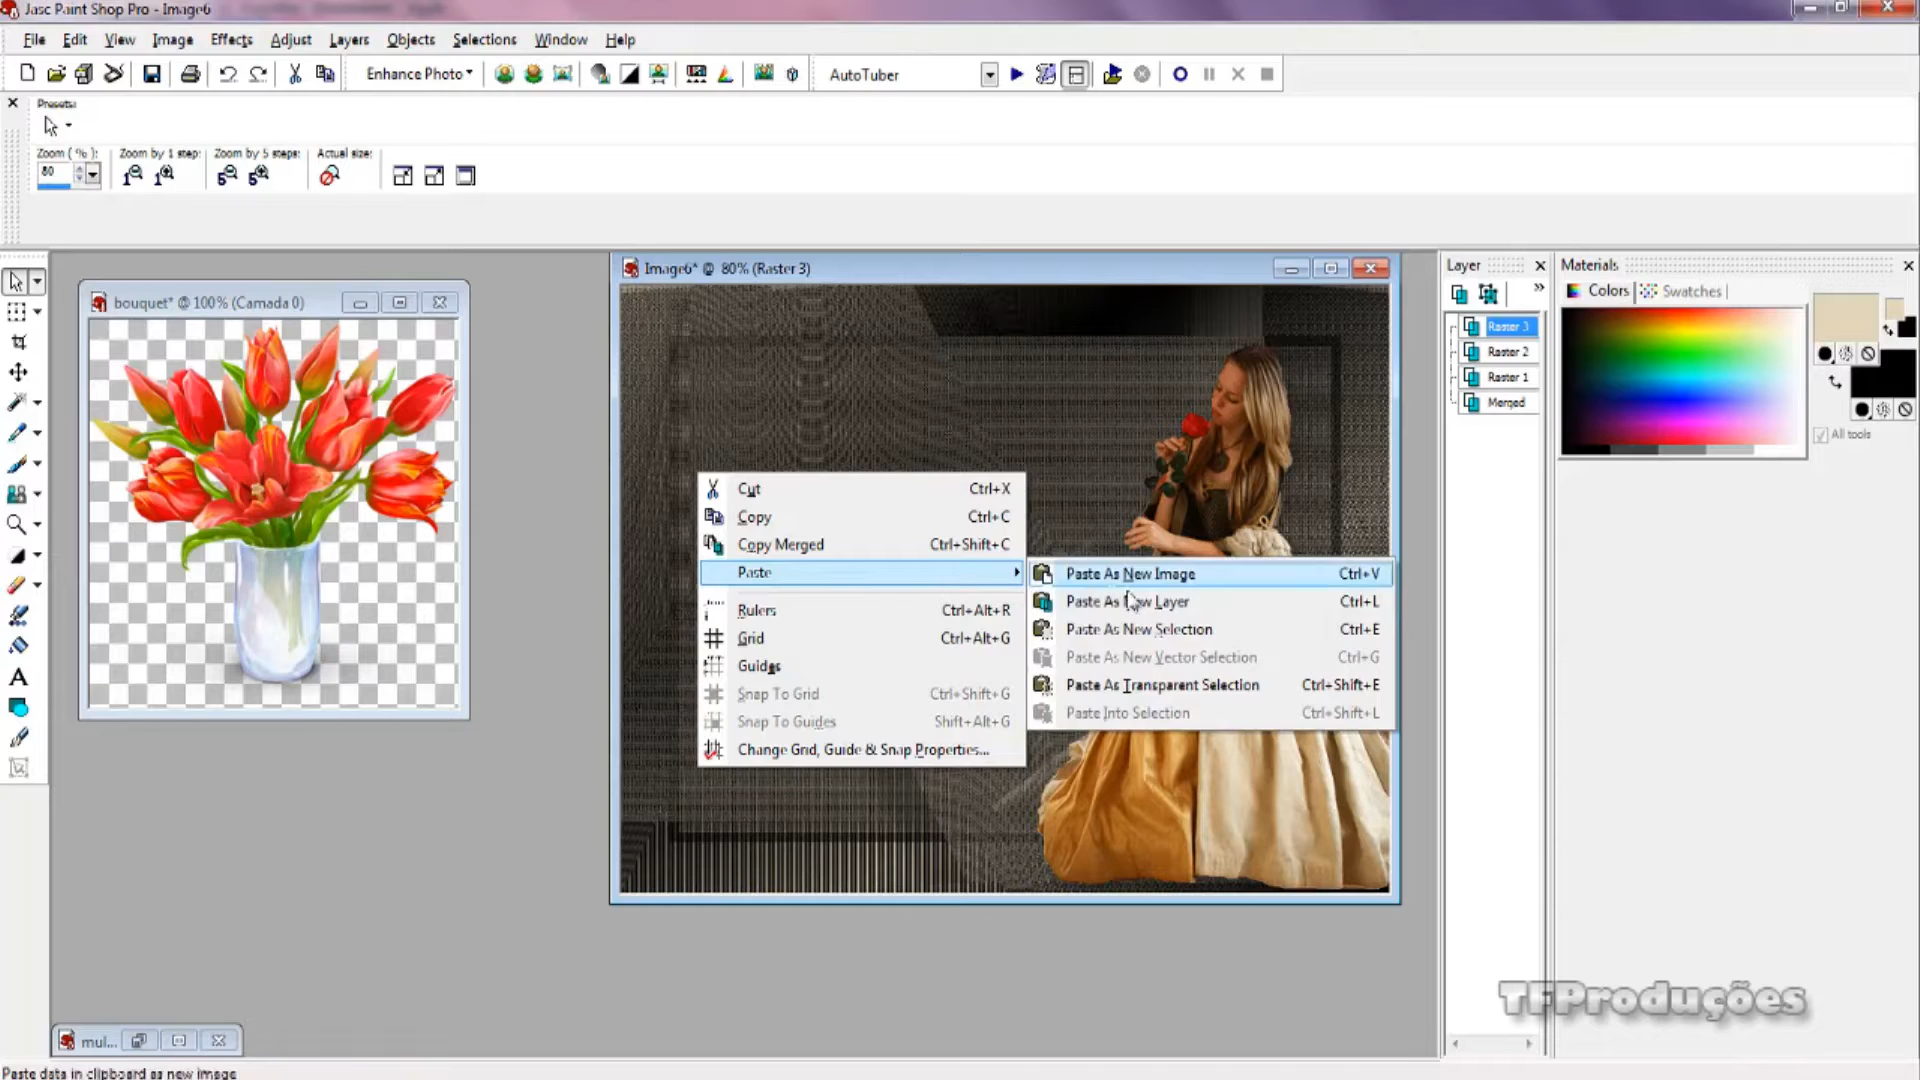 Jasc Paint Shop Pro - Image6
File Edit View Image Effects Adjust Layers Objects Selections Window Help
Enhance Photo
AutoTuber
Presets:
Zoom ( % ): Zoom by 1 step: Zoom by 5 steps: Actual size:
80
bouquet* @ 100% (Camada 0)
Image6* @ 80% (Raster 3)
Cut Ctrl+X
Copy Ctrl+C
Copy Merged Ctrl+Shift+C
Paste
Rulers Ctrl+Alt+R
Grid Ctrl+Alt+G
Guides
Snap To Grid Ctrl+Shift+G
Snap To Guides Shift+Alt+G
Change Grid, Guide & Snap Properties...
Paste As New Image Ctrl+V
Paste As New Layer Ctrl+L
Paste As New Selection Ctrl+E
Paste As New Vector Selection Ctrl+G
Paste As Transparent Selection Ctrl+Shift+E
Paste Into Selection Ctrl+Shift+L
Layer
Raster 3
Raster 2
Raster 1
Merged
Materials
Colors Swatches
All tools
TFProduções
mul...
Paste data in clipboard as new image